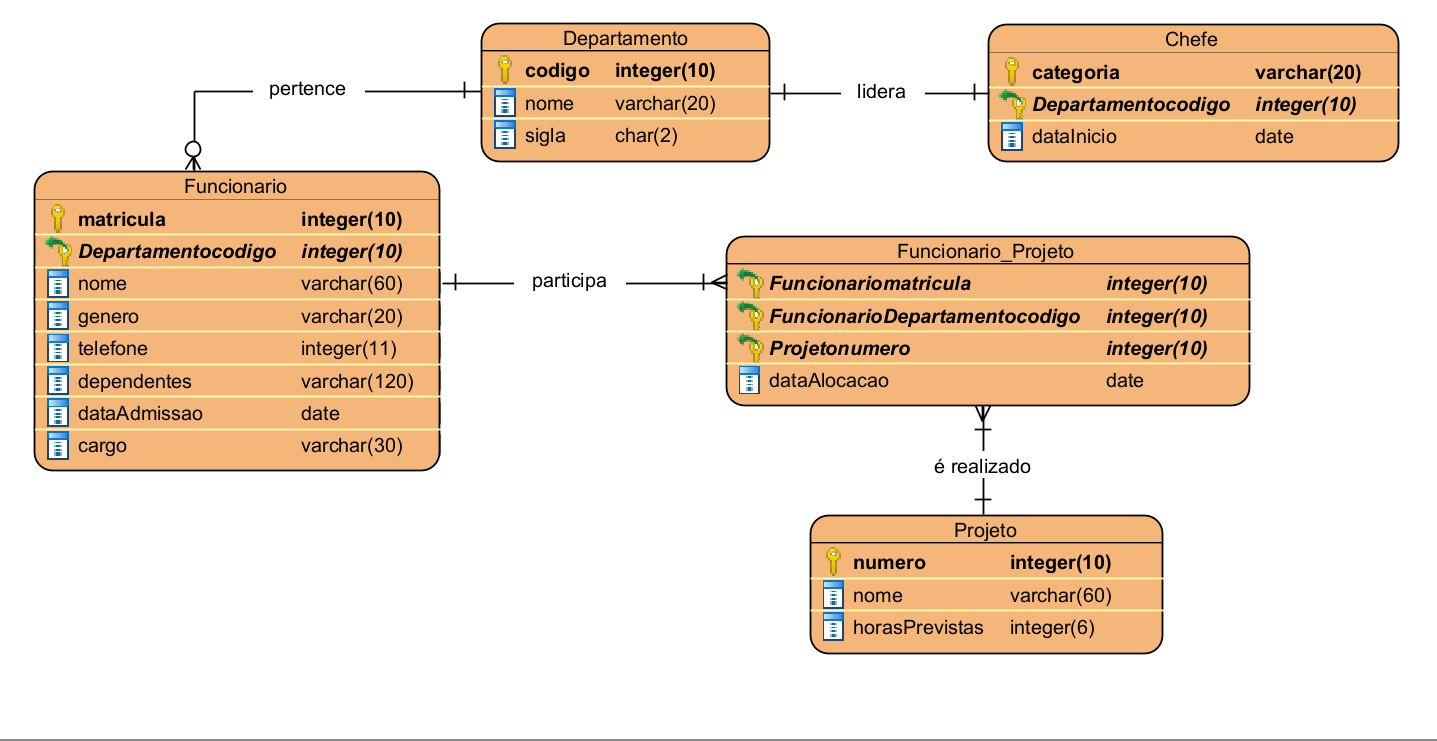 Departamento
codigo integer(10)
nome varchar(20)
sigla char(2)
Chefe
categoria varchar(20)
Departamentocodigo integer(10)
dataInicio date
pertence
lidera
Funcionario
matricula integer(10)
Departamentocodigo integer(10)
nome varchar(60)
genero varchar(20)
telefone integer(11)
dependentes varchar(120)
dataAdmissao date
cargo varchar(30)
participa
Funcionario_Projeto
Funcionariomatricula integer(10)
FuncionarioDepartamentocodigo integer(10)
Projetonumero integer(10)
dataAlocacao date
é realizado
Projeto
numero integer(10)
nome varchar(60)
horasPrevistas integer(6)